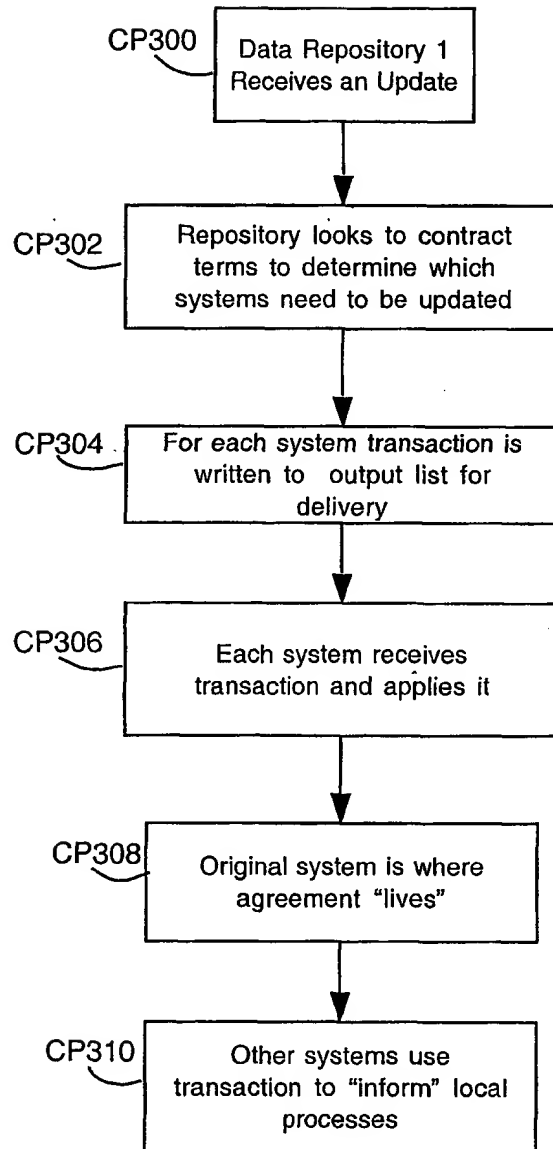 CP300
Data Repository 1
Receives an Update
CP302
Repository looks to contract
terms to determine which
systems need to be updated
CP304
For each system transaction is
written to output list for
delivery
CP306
Each system receives
transaction and applies it
CP308
Original system is where
agreement “lives”
CP310
Other systems use
transaction to “inform” local
processes